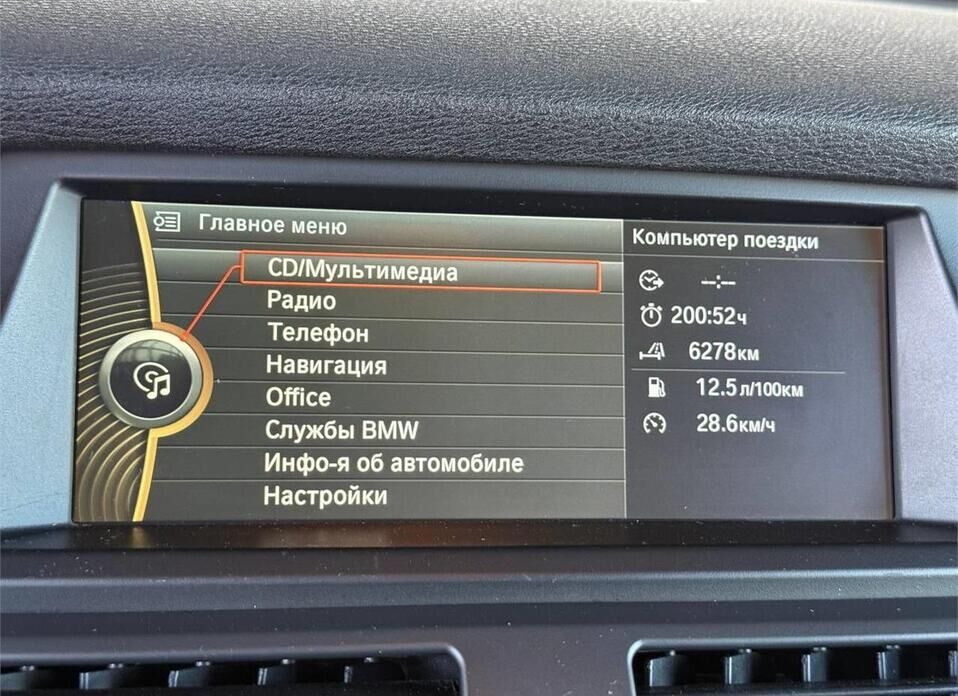 Главное меню
CD/Мультимедиа
Радио
Телефон
Навигация
Office
Службы BMW
Инфо-я об автомобиле
Настройки
Компьютер поездки
--:--
200:52ч
6278км
12.5л/100км
28.6км/ч